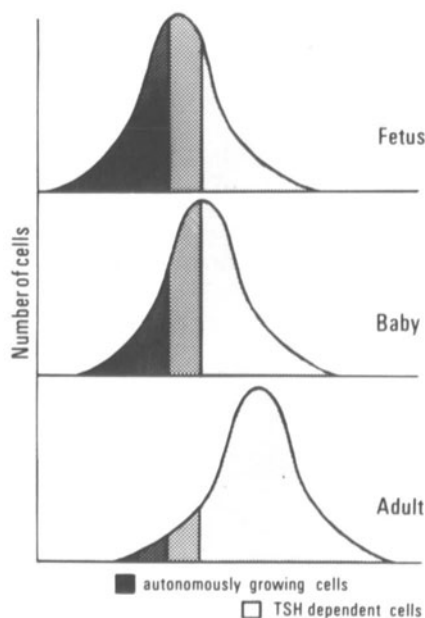 Number of cells
Fetus
Baby
Adult
autonomously growing cells
TSH dependent cells